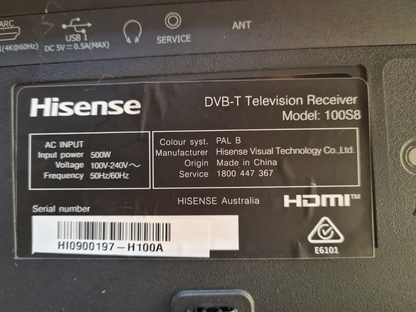 ARC
(4K@60Hz)
USB 1
DC 5V⎓0.5A(MAX)
SERVICE
ANT
Hisense
DVB-T Television Receiver
Model: 100S8
AC INPUT
Input power 500W
Voltage 100V-240V~
Frequency 50Hz/60Hz
Colour syst. PAL B
Manufacturer Hisense Visual Technology Co.,Ltd.
Origin Made in China
Service 1800 447 367
HISENSE Australia
HDMI™
Serial number
HI0900197-H100A
E6101